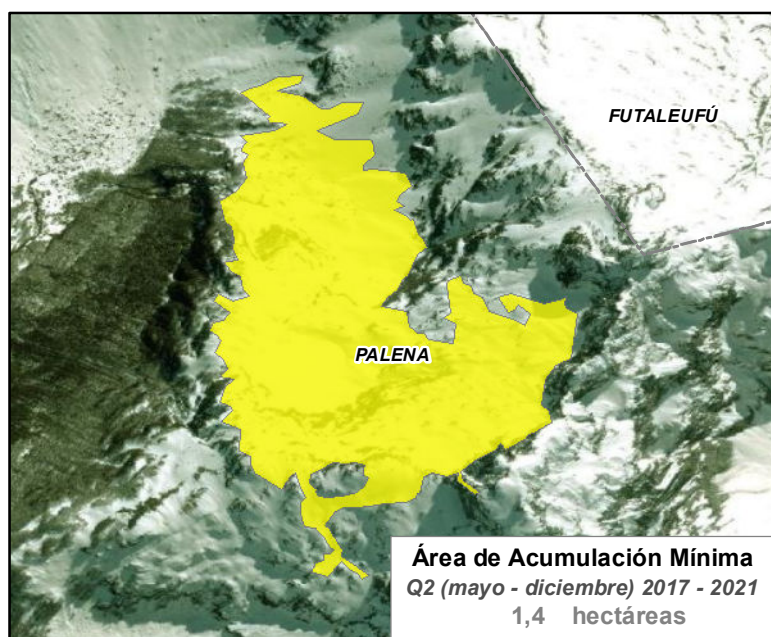 FUTALEUFÚ
PALENA
Área de Acumulación Mínima
Q2 (mayo - diciembre) 2017 - 2021
1,4 hectáreas